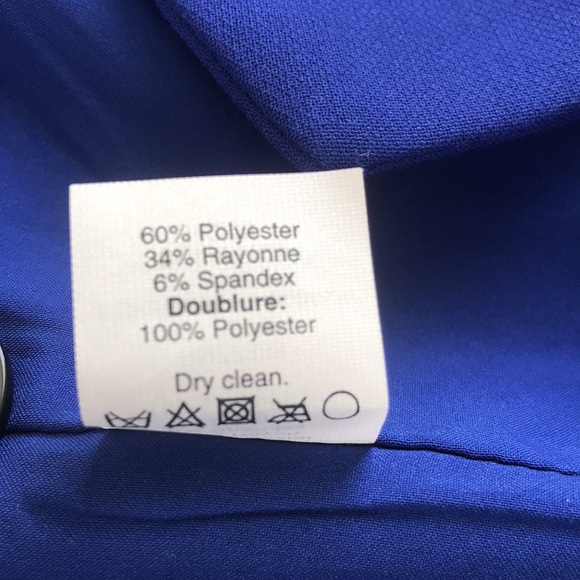 60% Polyester
34% Rayonne
6% Spandex
Doublure:
100% Polyester
Dry clean.